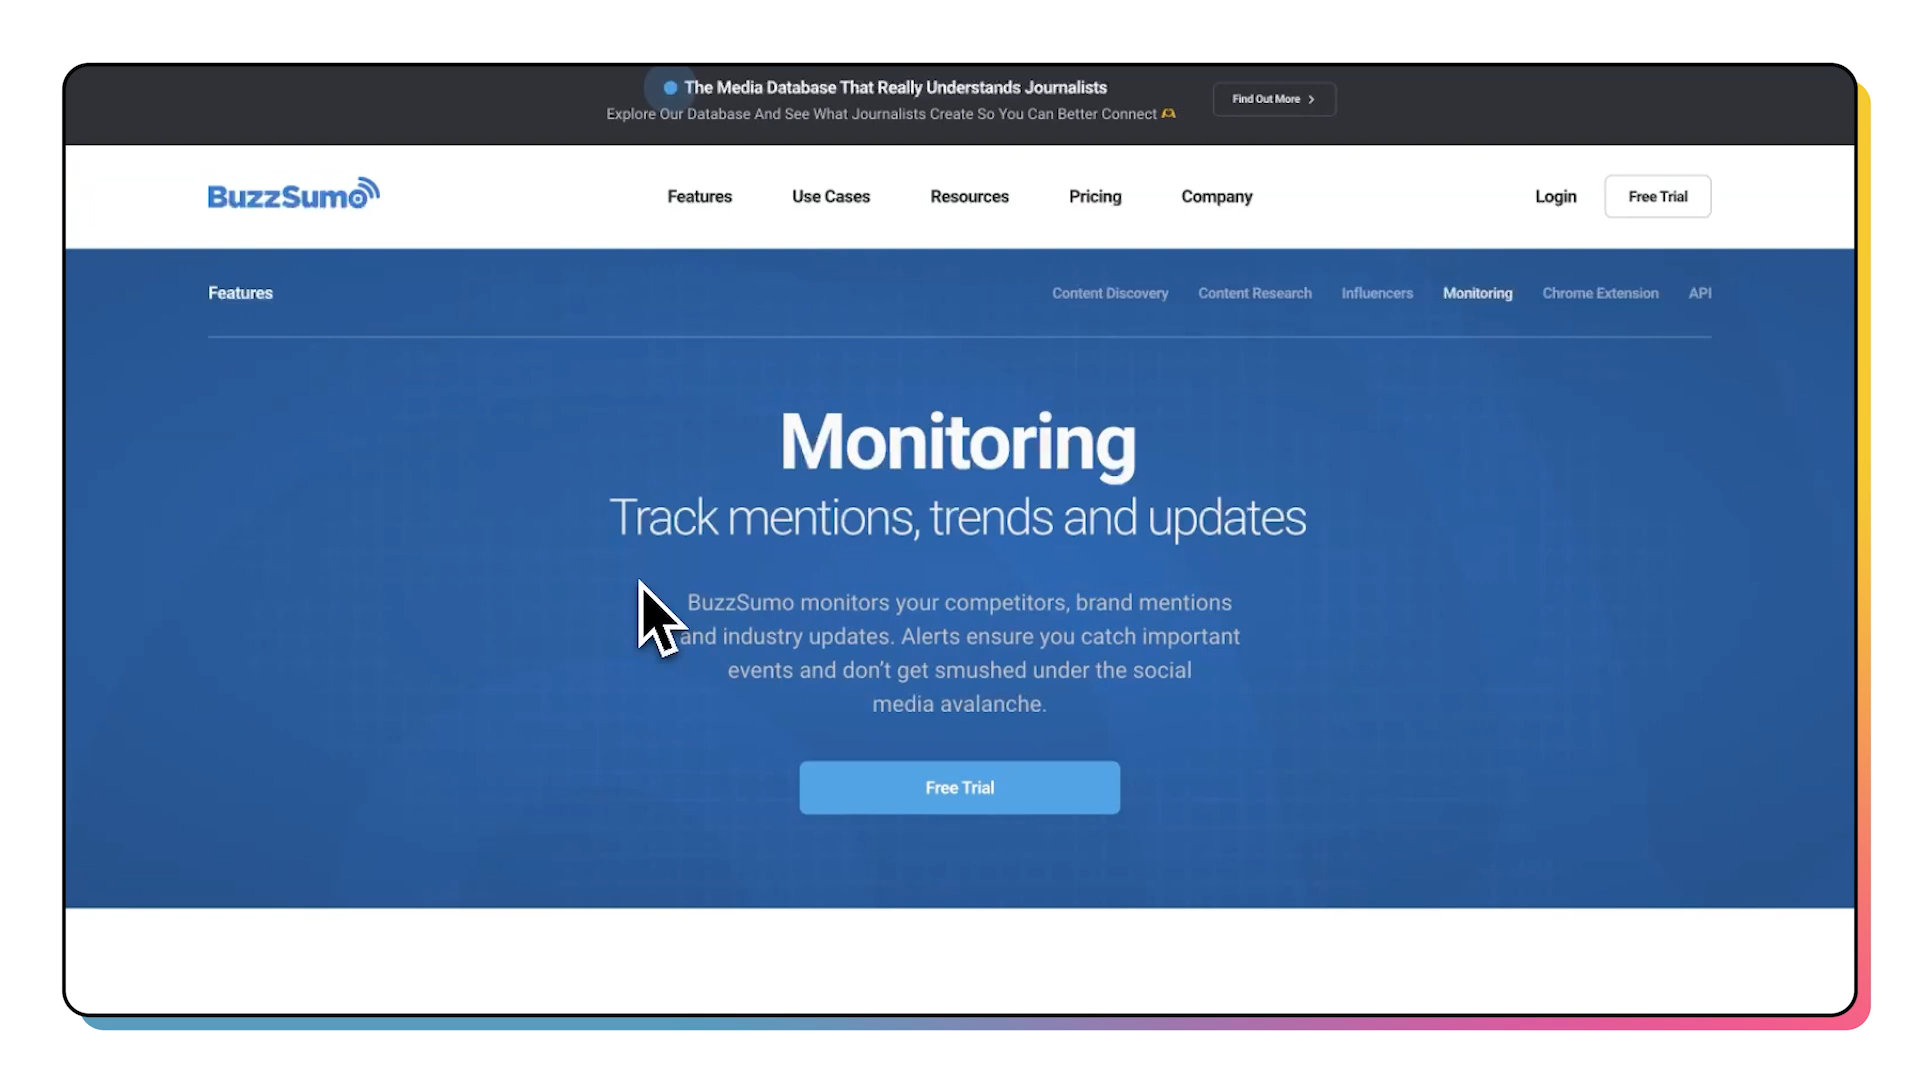 The Media Database That Really Understands Journalists
Explore Our Database And See What Journalists Create So You Can Better Connect
Find Out More
BuzzSumo
Features
Use Cases
Resources
Pricing
Company
Login
Free Trial
Features
Content Discovery
Content Research
Influencers
Monitoring
Chrome Extension
API
Monitoring
Track mentions, trends and updates
BuzzSumo monitors your competitors, brand mentions
and industry updates. Alerts ensure you catch important
events and don’t get smushed under the social
media avalanche.
Free Trial